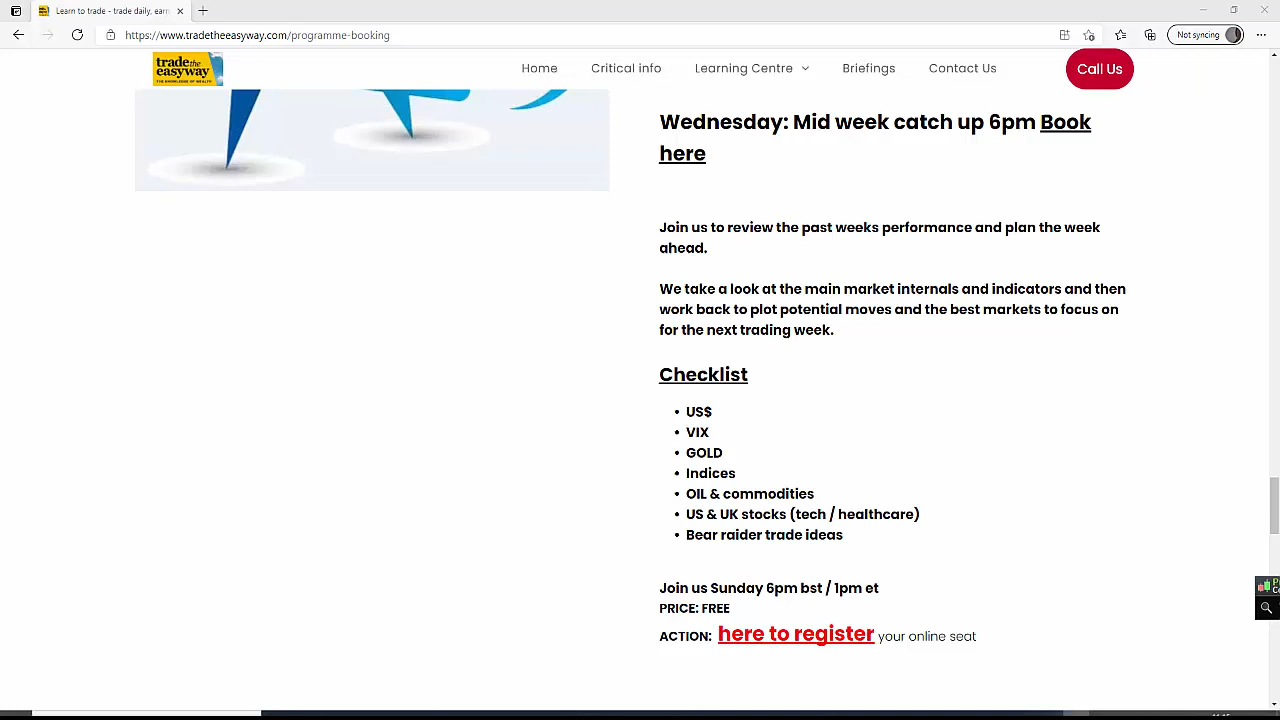 Learn to trade - trade daily, earn
https://www.tradetheeasyway.com/programme-booking
Not syncing
trade the
easyway
THE KNOWLEDGE OF WEALTH
Home
Critical info
Learning Centre
Briefings
Contact Us
Call Us
Wednesday: Mid week catch up 6pm Book
here
Join us to review the past weeks performance and plan the week
ahead.
We take a look at the main market internals and indicators and then
work back to plot potential moves and the best markets to focus on
for the next trading week.
Checklist
• US$
• VIX
• GOLD
• Indices
• OIL & commodities
• US & UK stocks (tech / healthcare)
• Bear raider trade ideas
Join us Sunday 6pm bst / 1pm et
PRICE: FREE
ACTION: here to register your online seat